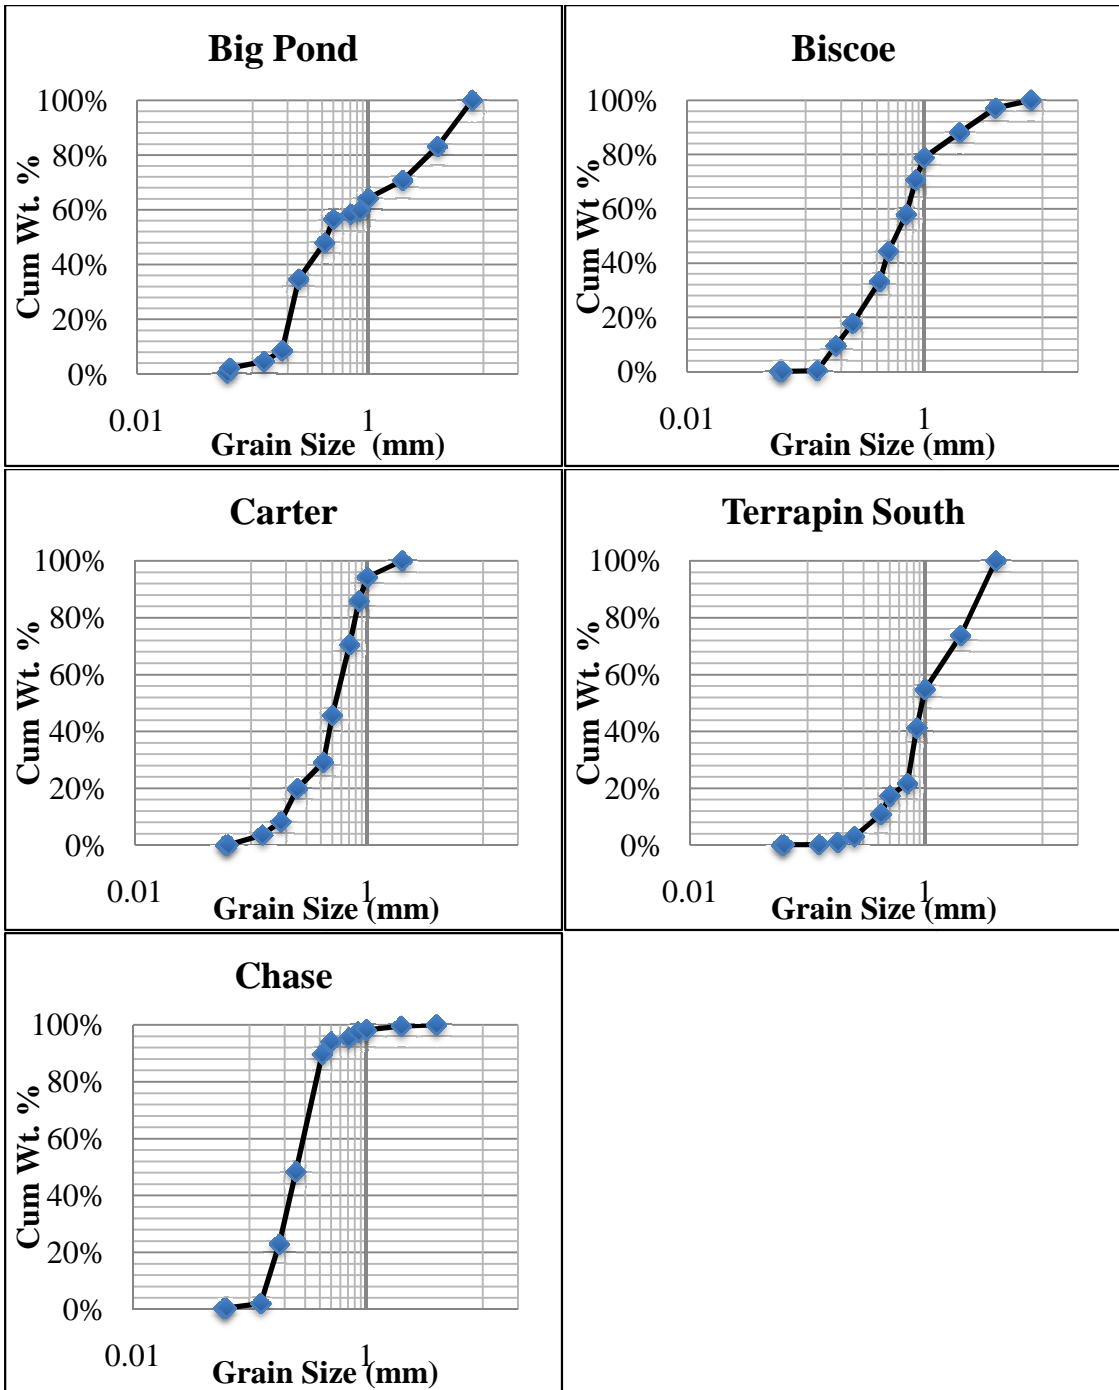 Big Pond
Cum Wt. %
100%
80%
60%
40%
20%
0%
0.01 1
Grain Size (mm)
Biscoe
Cum Wt %
100%
80%
60%
40%
20%
0%
0.01 1
Grain Size (mm)
Carter
Cum Wt. %
100%
80%
60%
40%
20%
0%
0.01 1
Grain Size (mm)
Terrapin South
Cum Wt. %
100%
80%
60%
40%
20%
0%
0.01 1
Grain Size (mm)
Chase
Cum Wt. %
100%
80%
60%
40%
20%
0%
0.01 1
Grain Size (mm)